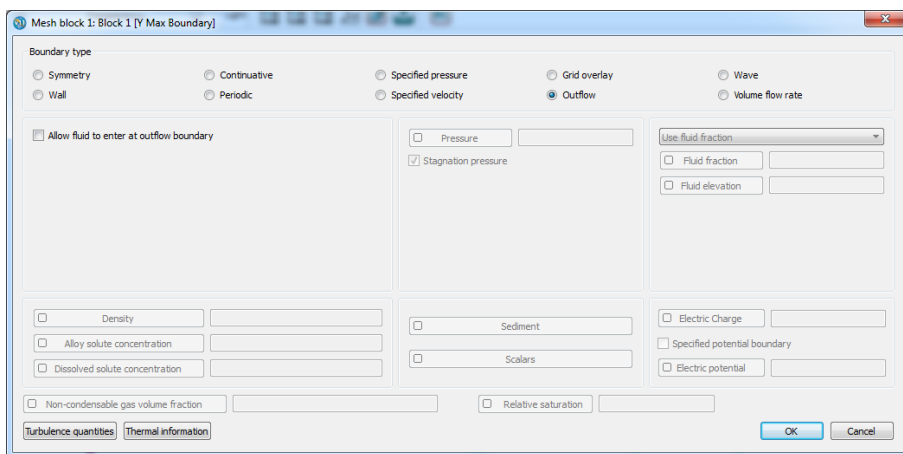 Mesh block 1: Block 1 [Y Max Boundary]
Boundary type
Symmetry Continuative Specified pressure Grid overlay Wave
Wall Periodic Specified velocity Outflow Volume flow rate
Allow fluid to enter at outflow boundary
Pressure
Stagnation pressure
Use fluid fraction
Fluid fraction
Fluid elevation
Density
Alloy solute concentration
Dissolved solute concentration
Sediment
Scalars
Electric Charge
Specified potential boundary
Electric potential
Non-condensable gas volume fraction Relative saturation
Turbulence quantities Thermal information OK Cancel